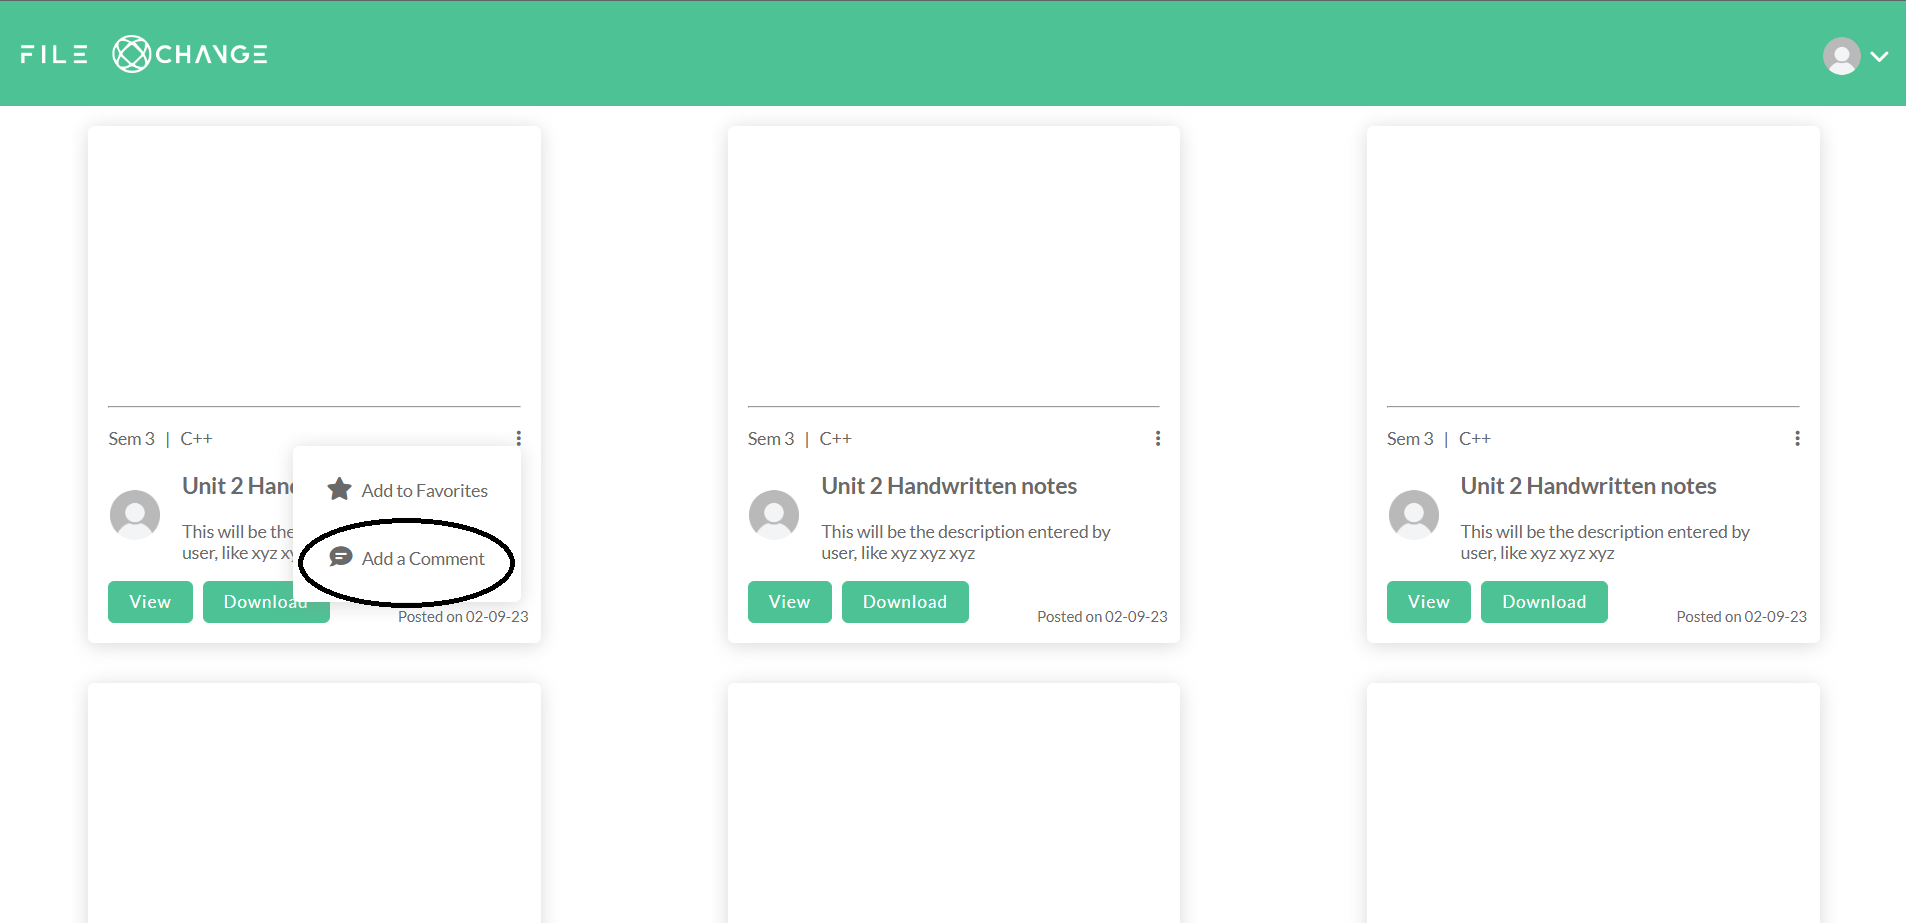 FILE XCHANGE
Sem 3 | C++
Add to Favorites
Add a Comment
Unit 2 Han
This will be the
user, like xyz xy
View
Download
Posted on 02-09-23
Sem 3 | C++
Unit 2 Handwritten notes
This will be the description entered by
user, like xyz xyz xyz
View
Download
Posted on 02-09-23
Sem 3 | C++
Unit 2 Handwritten notes
This will be the description entered by
user, like xyz xyz xyz
View
Download
Posted on 02-09-23